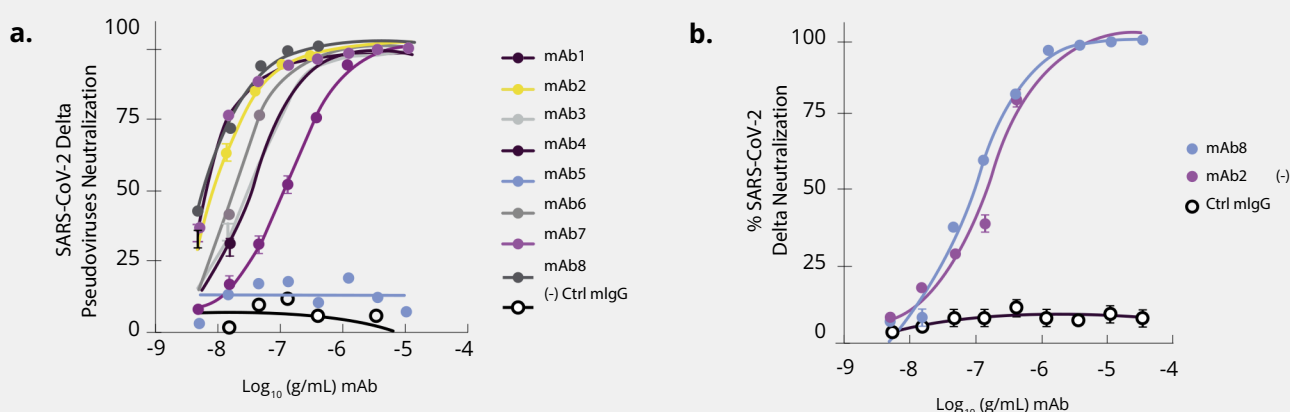 a.
SARS-CoV-2 Delta
Pseudoviruses Neutralization
100
75
50
25
0
-9
-8
-7
-6
-5
-4
Log10 (g/mL) mAb
mAb1
mAb2
mAb3
mAb4
mAb5
mAb6
mAb7
mAb8
(-) Ctrl mIgG
b.
% SARS-CoV-2
Delta Neutralization
100
75
50
25
0
-9
-8
-7
-6
-5
-4
Log10 (g/mL) mAb
mAb8
mAb2 (-)
Ctrl mIgG